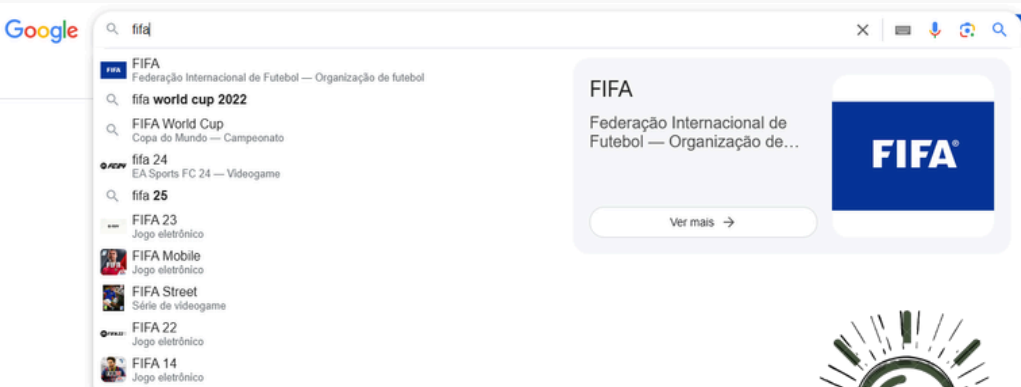 Google
fifa
FIFA
Federação Internacional de Futebol — Organização de futebol
fifa world cup 2022
FIFA World Cup
Copa do Mundo — Campeonato
fifa 24
EA Sports FC 24 — Videogame
fifa 25
FIFA 23
Jogo eletrônico
FIFA Mobile
Jogo eletrônico
FIFA Street
Série de videogame
FIFA 22
Jogo eletrônico
FIFA 14
Jogo eletrônico
FIFA
Federação Internacional de
Futebol — Organização de...
Ver mais
FIFA®
FIFA